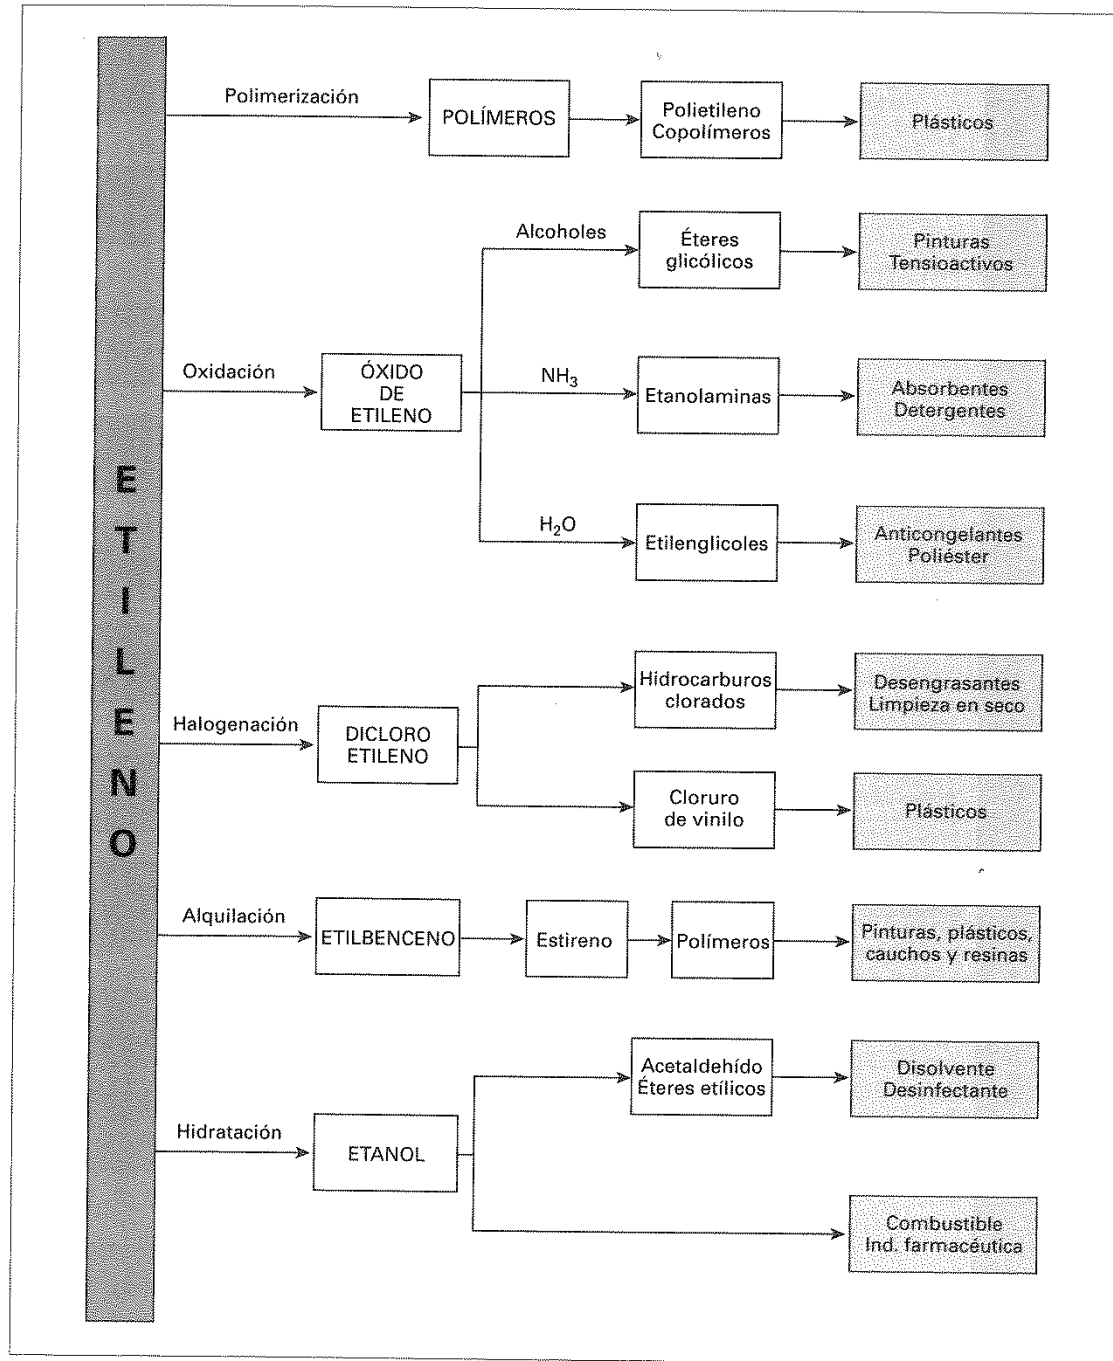 ETILENO
Polimerización
POLÍMEROS
Polietileno
Copolímeros
Plásticos
Alcoholes
Éteres
glicólicos
Pinturas
Tensioactivos
Oxidación
ÓXIDO
DE
ETILENO
NH₃
Etanolaminas
Absorbentes
Detergentes
H₂O
Etilenglicoles
Anticongelantes
Poliéster
Halogenación
DICLORO
ETILENO
Hidrocarburos
clorados
Desengrasantes
Limpieza en seco
Cloruro
de vinilo
Plásticos
Alquilación
ETILBENCENO
Estireno
Polímeros
Pinturas, plásticos,
cauchos y resinas
Hidratación
ETANOL
Acetaldehído
Éteres etílicos
Disolvente
Desinfectante
Combustible
Ind. farmacéutica